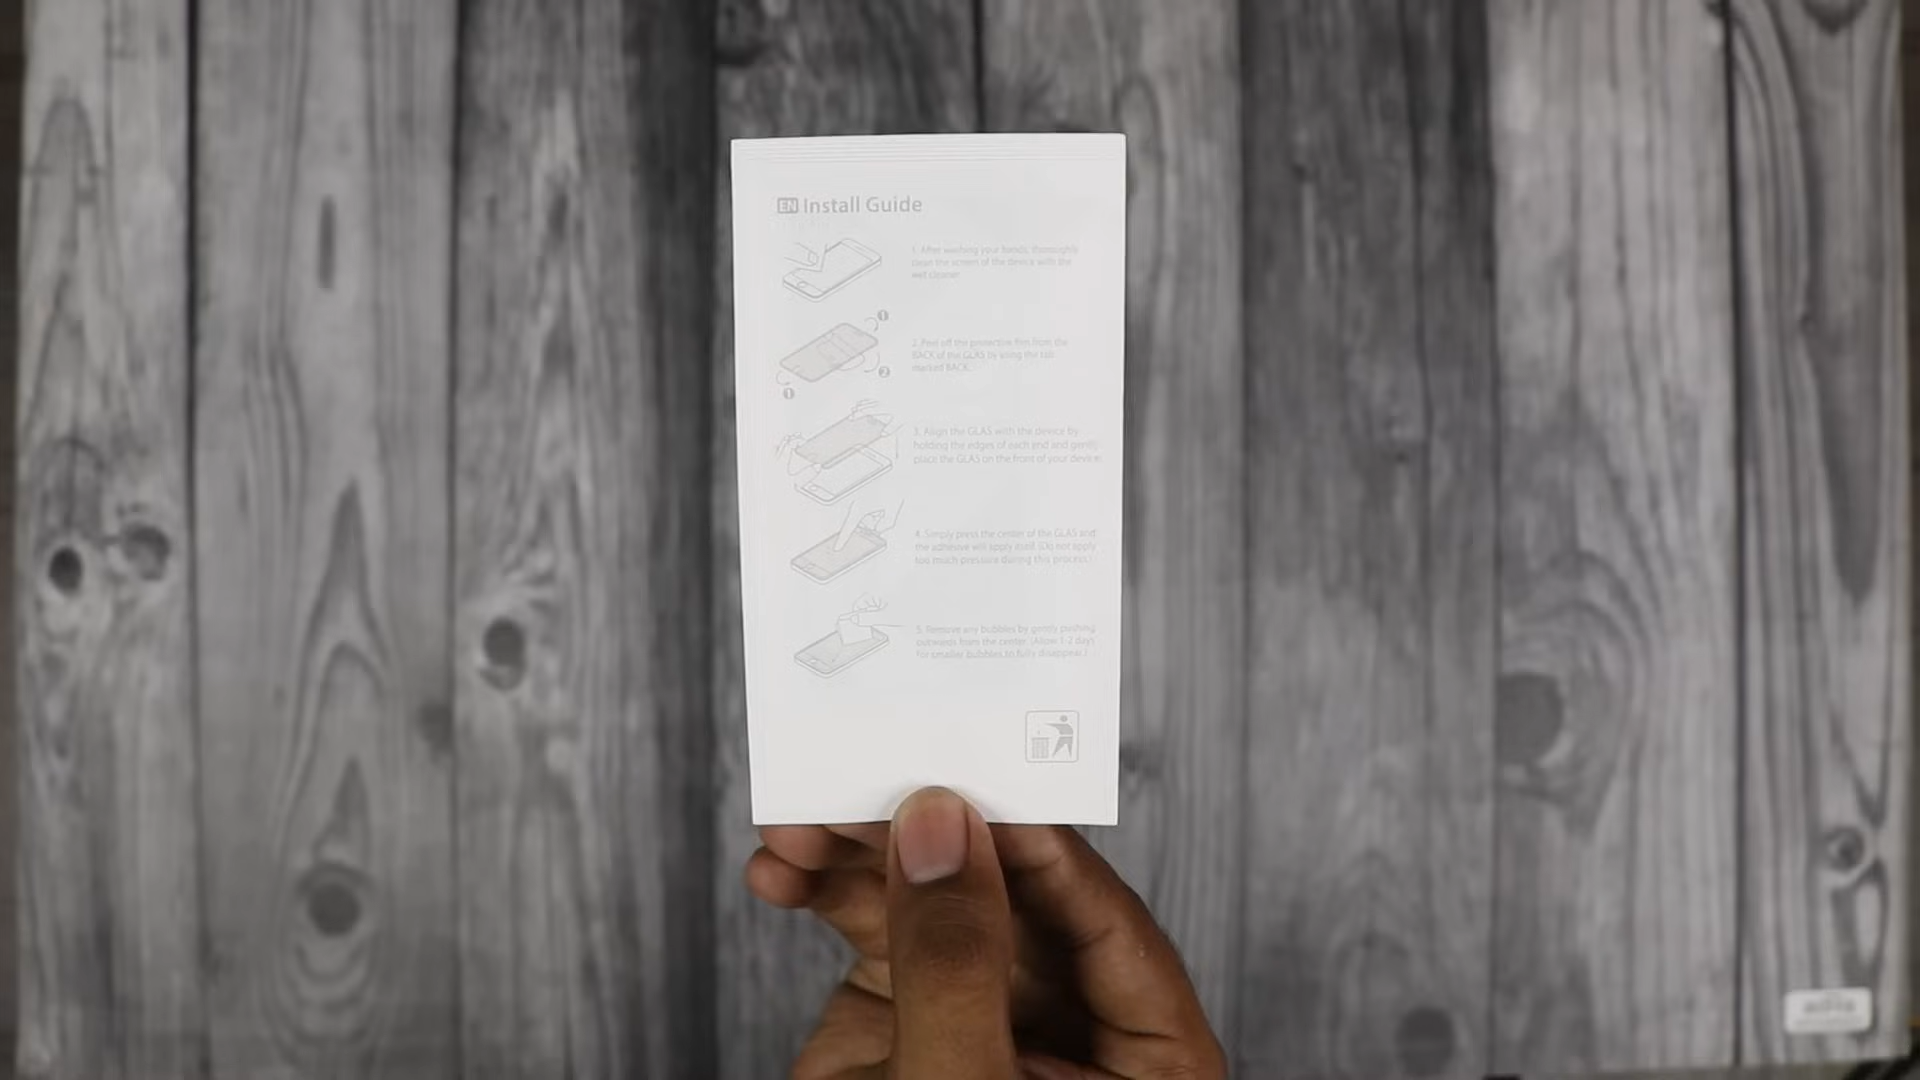 EN Install Guide
1. After washing your hands, thoroughly
clean the screen of the device with the
wet cleaner.
1
2. Peel off the protective film from the
BACK of the GLAS by using the tab
marked BACK.
2
1
3. Align the GLAS with the device by
holding the edges of each end and gently
place the GLAS on the front of your device.
4. Simply press the center of the GLAS and
the adhesive will apply itself. (Do not apply
too much pressure during this process.)
5. Remove any bubbles by gently pushing
outwards from the center. (Allow 1-2 days
for smaller bubbles to fully disappear.)